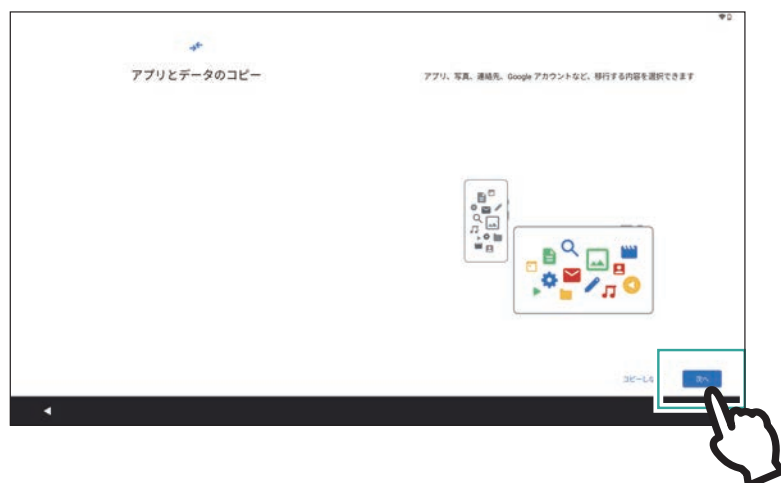 アプリとデータのコピー
アプリ、写真、連絡先、Google アカウントなど、移行する内容を選択できます
コピーしな
次へ